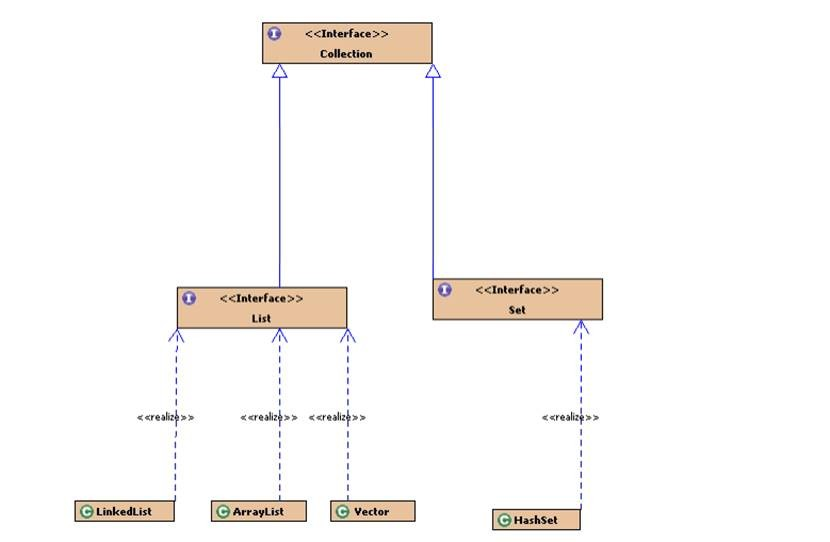 I
<<Interface>>
Collection
I
<<Interface>>
List
I
<<Interface>>
Set
<<realize>>
<<realize>>
<<realize>>
<<realize>>
C LinkedList
C ArrayList
C Vector
C HashSet